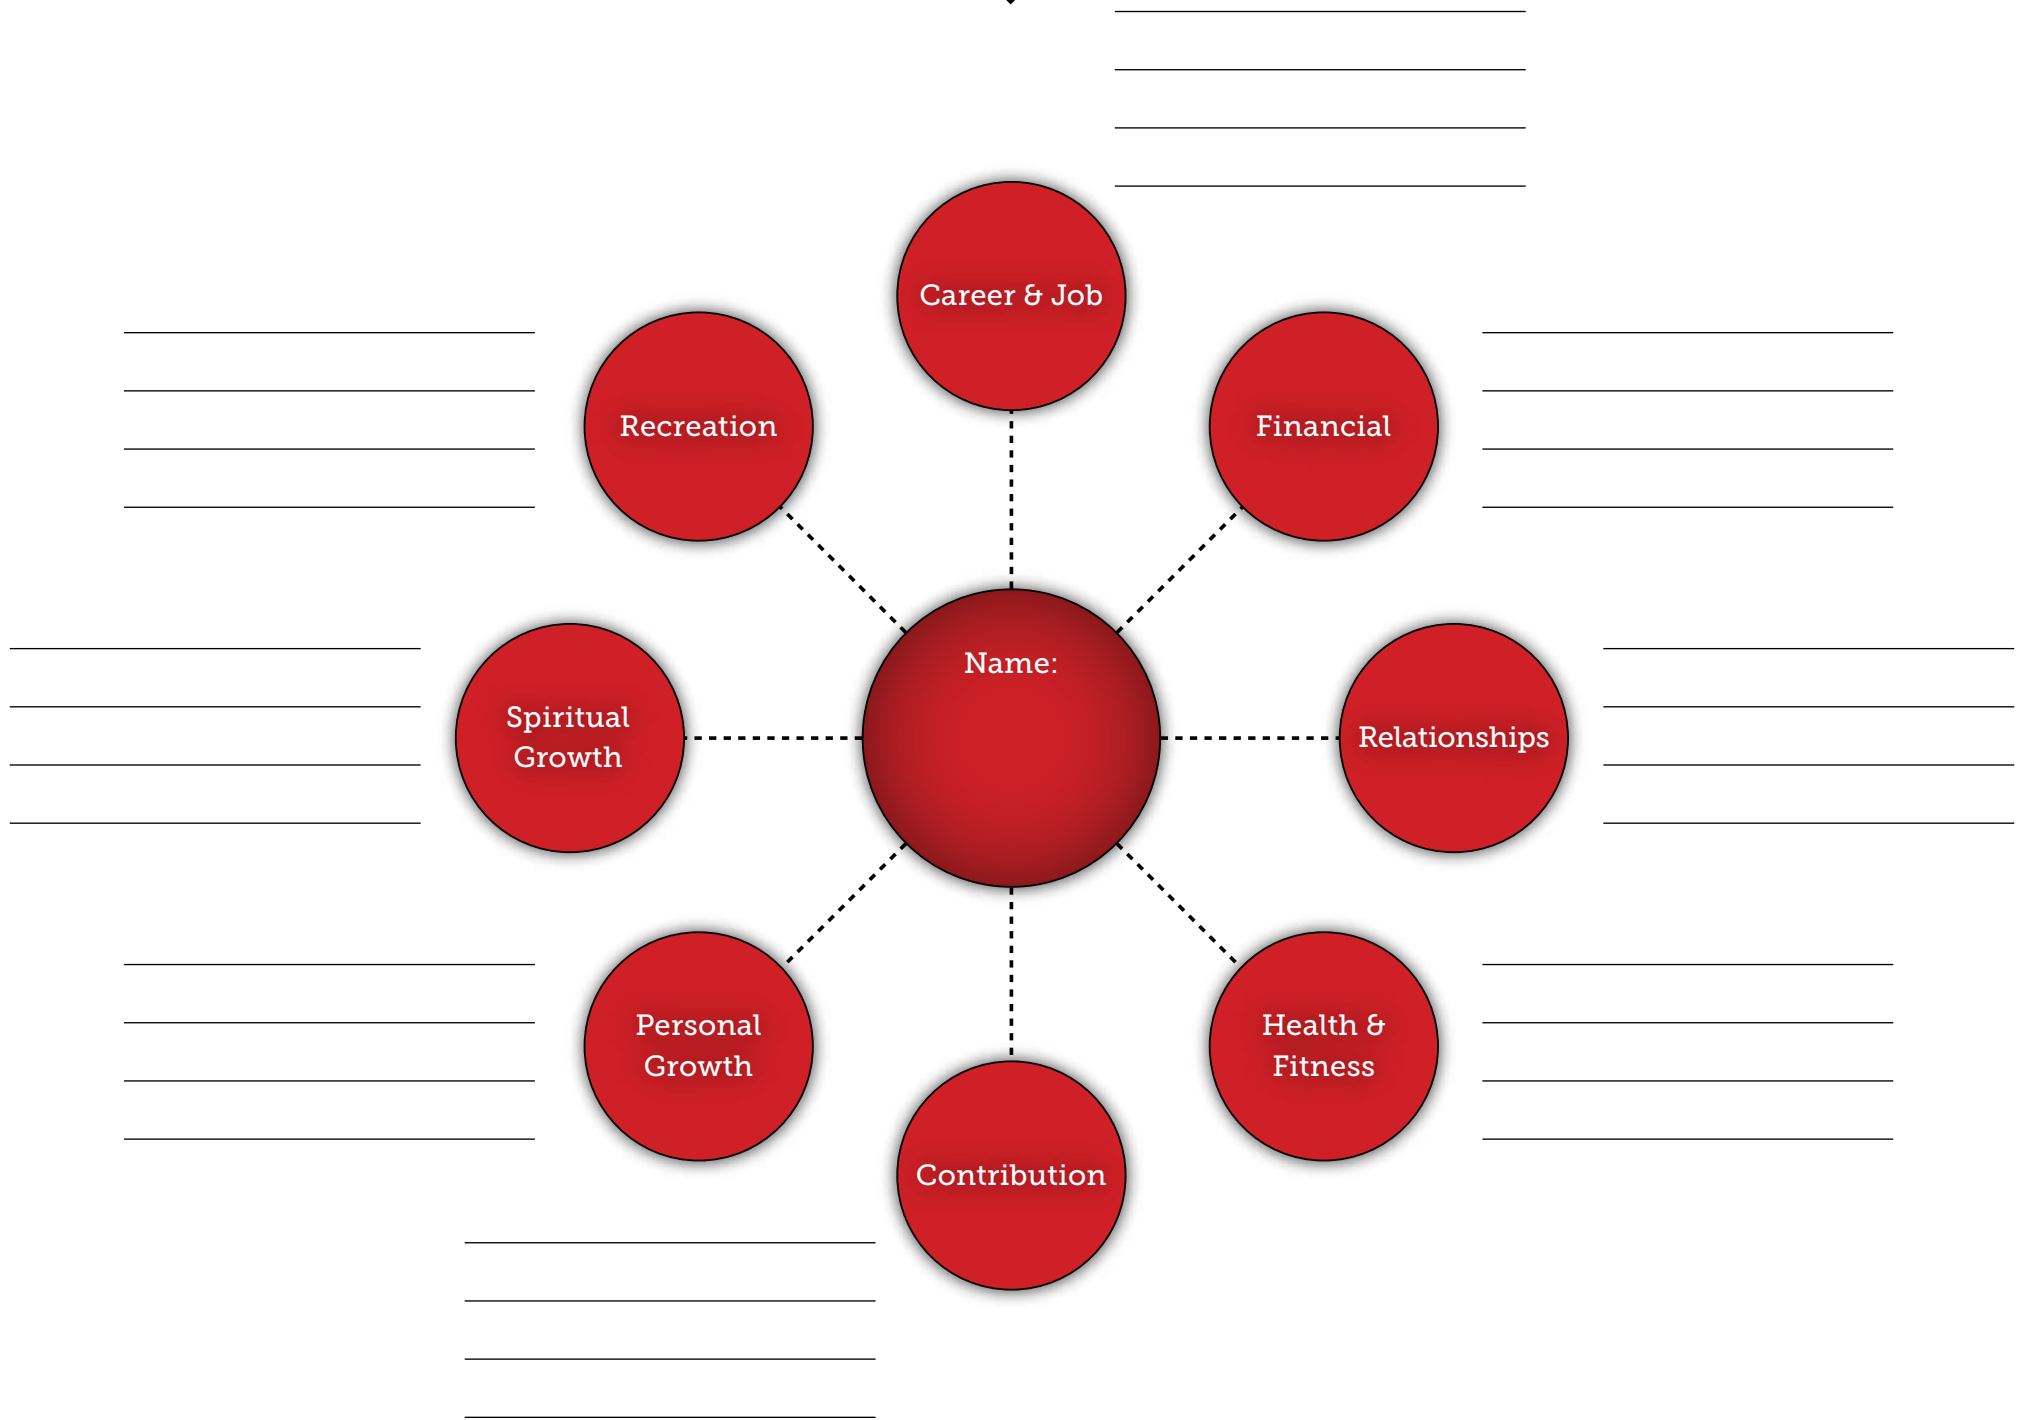 Career & Job
Recreation
Financial
Name:
Spiritual
Growth
Relationships
Personal
Growth
Health &
Fitness
Contribution